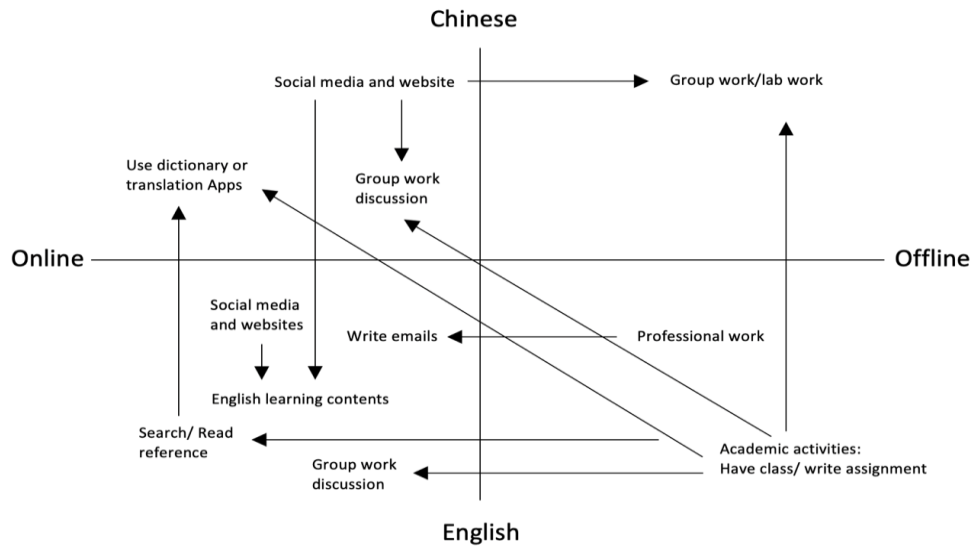 Chinese
Social media and website
Group work/lab work
Use dictionary or
translation Apps
Group work
discussion
Online
Offline
Social media
and websites
Write emails
Professional work
English learning contents
Search/ Read
reference
Academic activities:
Have class/ write assignment
Group work
discussion
English